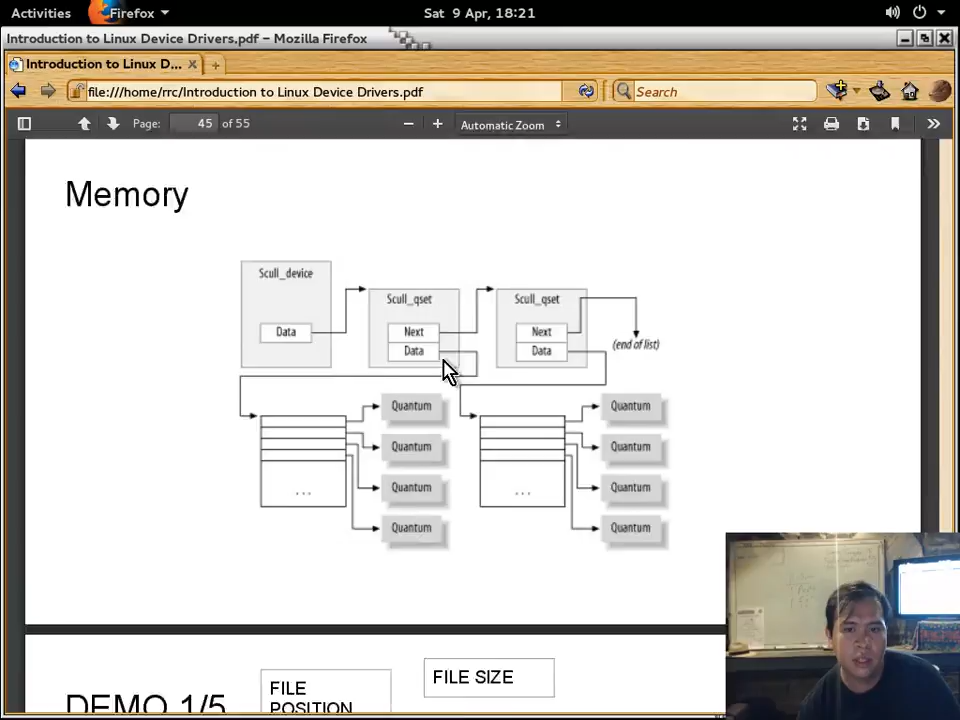 Activities Firefox Sat 9 Apr, 18:21
Introduction to Linux Device Drivers.pdf – Mozilla Firefox
Introduction to Linux D...
file:///home/rrc/Introduction to Linux Device Drivers.pdf Search
Page: 45 of 55 Automatic Zoom
Memory
Scull_device Scull_qset Scull_qset
Data Next Next
Data Data
(end of list)
Quantum Quantum
Quantum Quantum
Quantum Quantum
... ...
Quantum Quantum
DEMO 1/5
FILE
POSITION
FILE SIZE